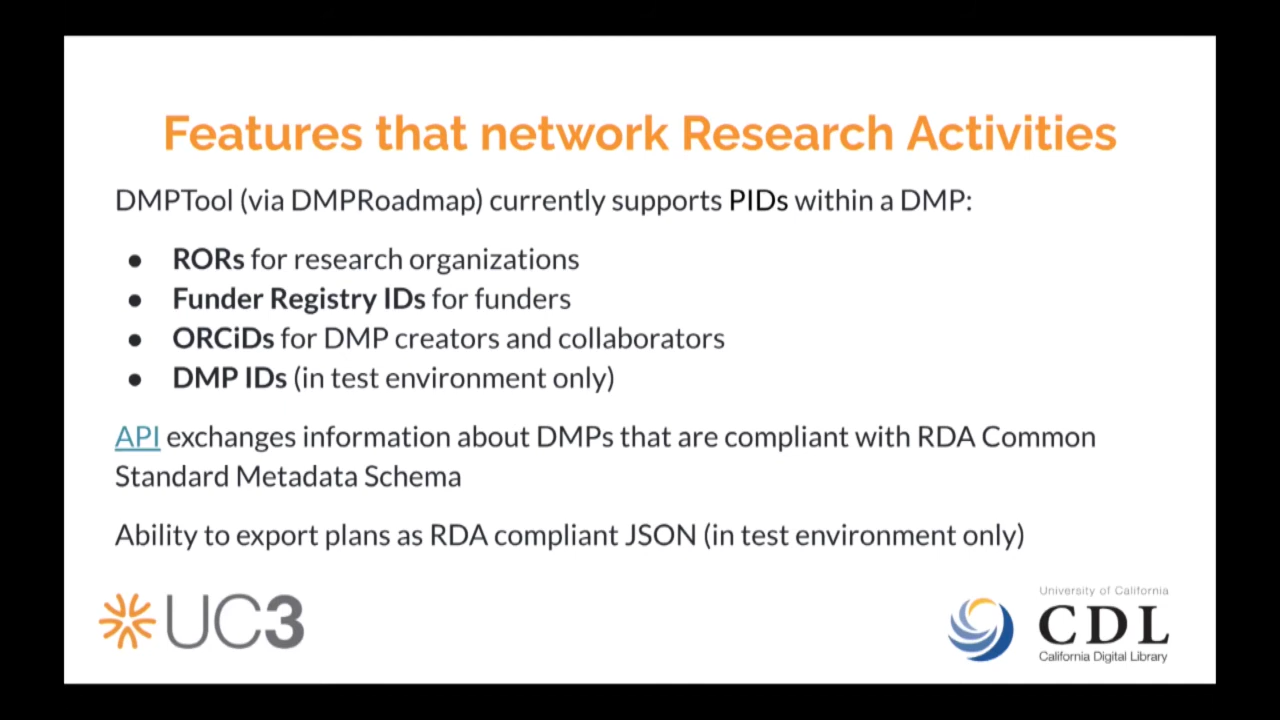 Features that network Research Activities
DMPTool (via DMPRoadmap) currently supports PIDs within a DMP:
● RORs for research organizations
● Funder Registry IDs for funders
● ORCiDs for DMP creators and collaborators
● DMP IDs (in test environment only)
API exchanges information about DMPs that are compliant with RDA Common
Standard Metadata Schema
Ability to export plans as RDA compliant JSON (in test environment only)
UC3
University of California
CDL
California Digital Library